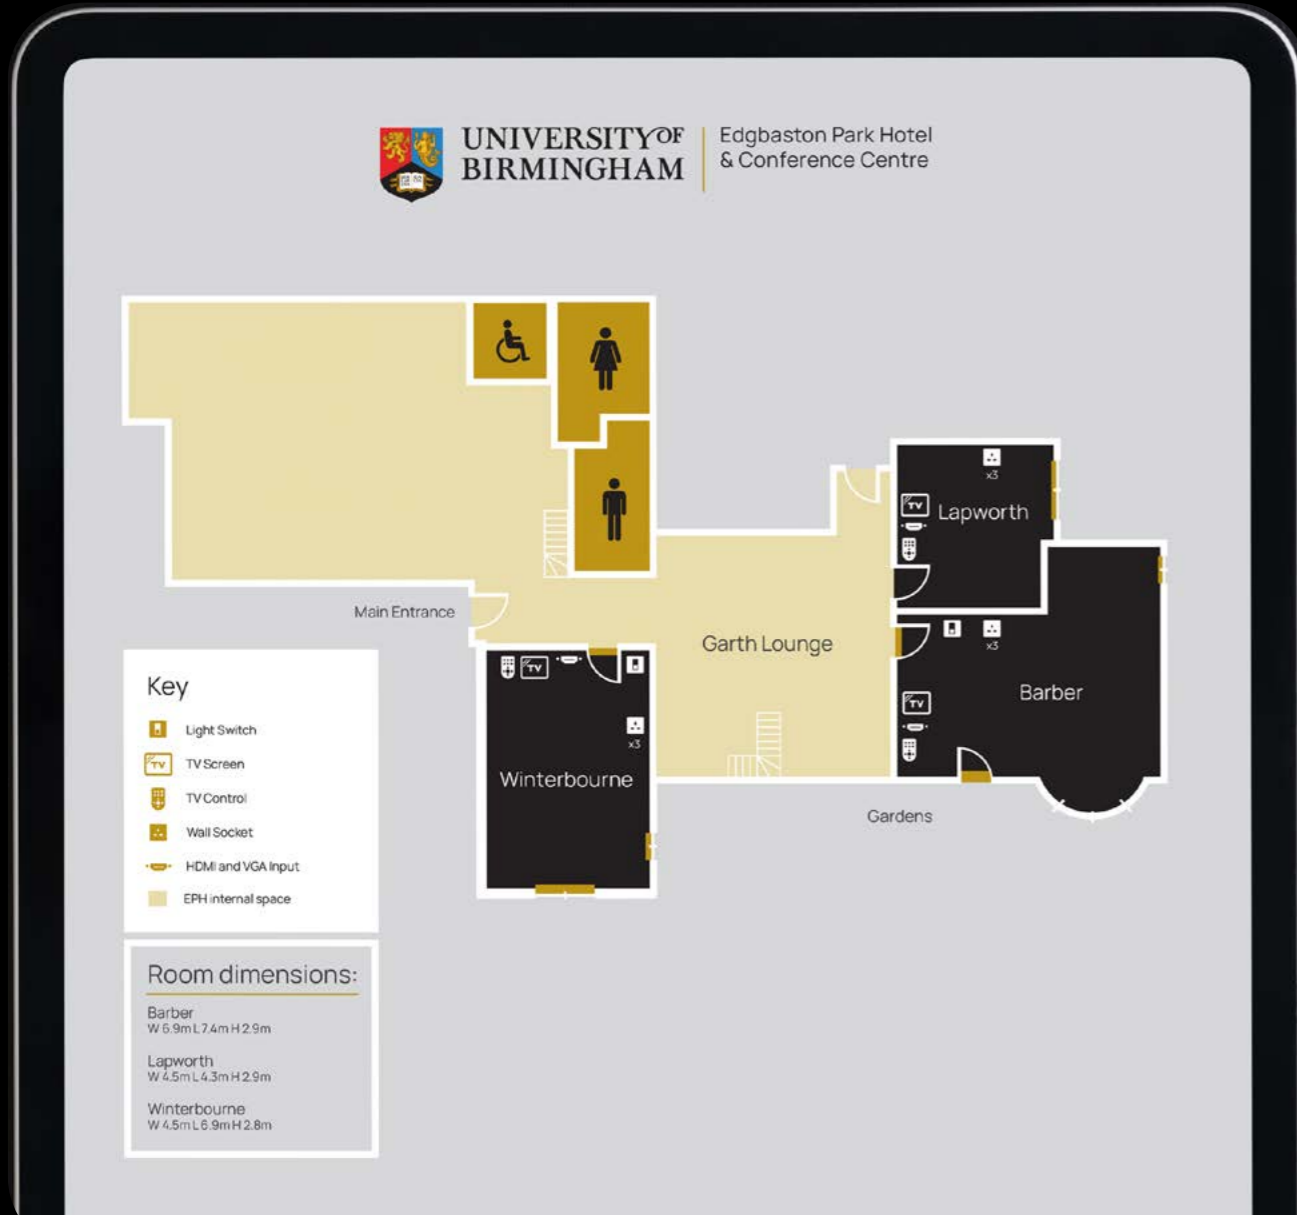 UNIVERSITY OF
BIRMINGHAM
Edgbaston Park Hotel
& Conference Centre
x3
TV
Lapworth
Main Entrance
Garth Lounge
x3
TV
Barber
TV
x3
Winterbourne
Gardens
Key
Light Switch
TV
TV Screen
TV Control
Wall Socket
HDMI and VGA Input
EPH internal space
Room dimensions:
Barber
W 6.9m L 7.4m H 2.9m
Lapworth
W 4.5m L 4.3m H 2.9m
Winterbourne
W 4.5m L 6.9m H 2.8m